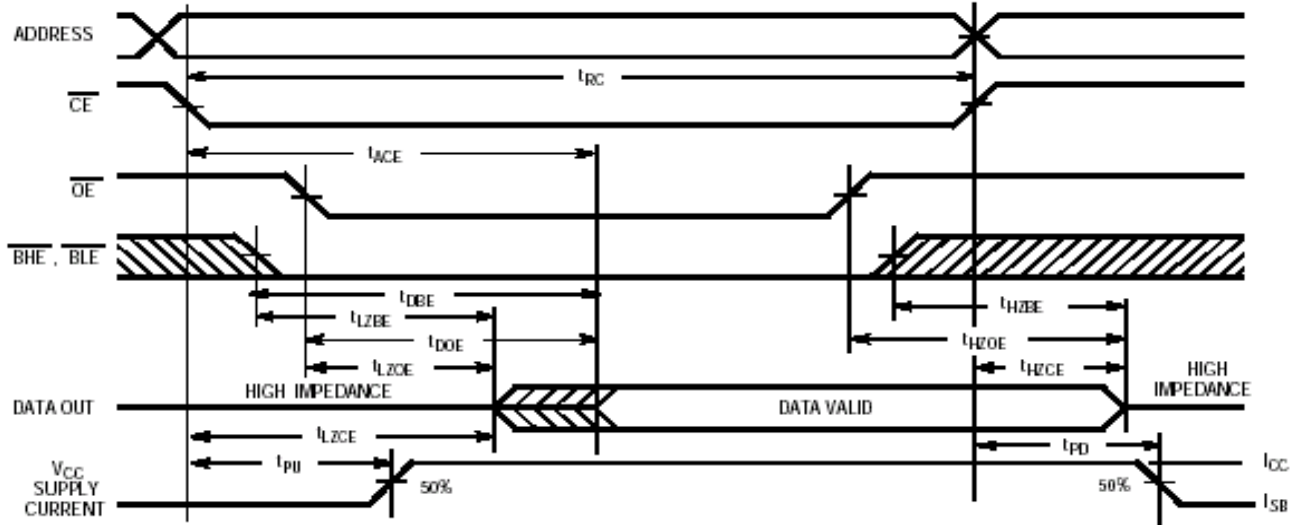 ADDRESS
tRC
CE
tACE
OE
BHE , BLE
tDBE
tHZBE
tLZBE
tDOE
tHZOE
tLZOE
tHZCE
HIGH IMPEDANCE
HIGH
IMPEDANCE
DATA OUT
DATA VALID
tLZCE
tPU
tPD
VCC
SUPPLY
CURRENT
50%
50%
ICC
ISB